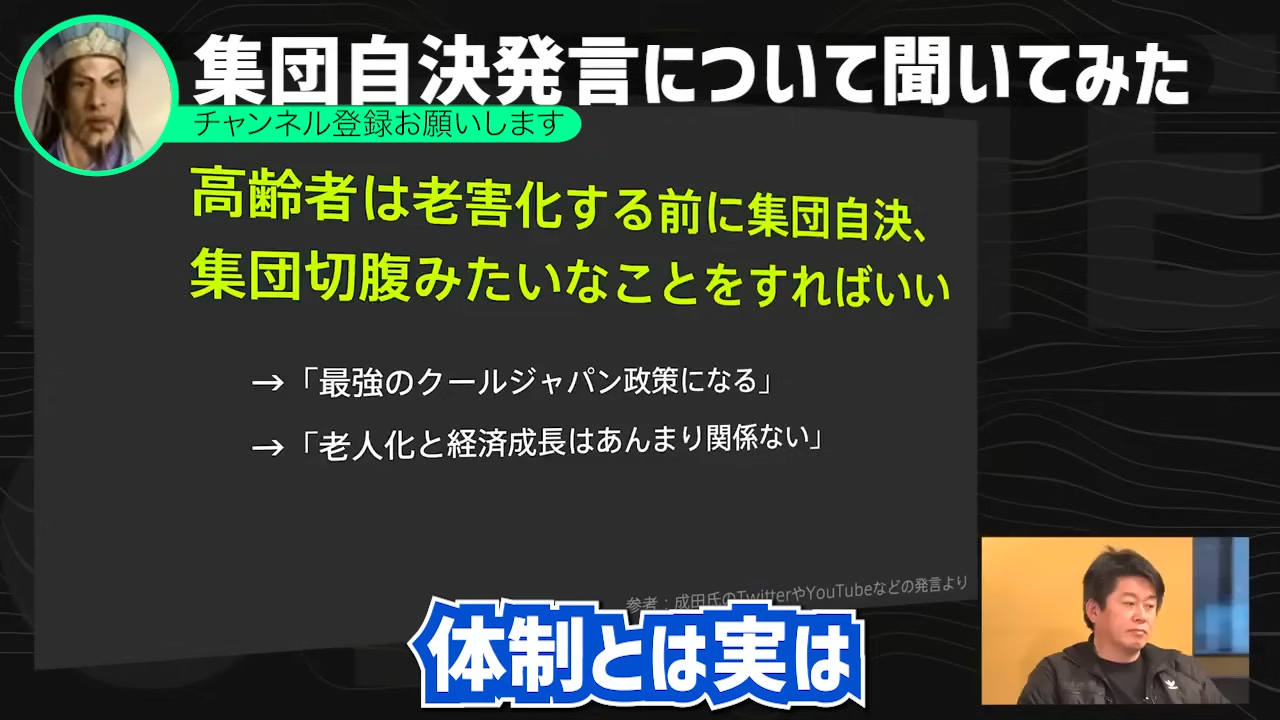 集団自決発言について聞いてみた
チャンネル登録お願いします
高齢者は老害化する前に集団自決、
集団切腹みたいなことをすればいい
→「最強のクールジャパン政策になる」
→「老人化と経済成長はあんまり関係ない」
参考：成田氏のTwitterやYouTubeなどの発言より
体制とは実は